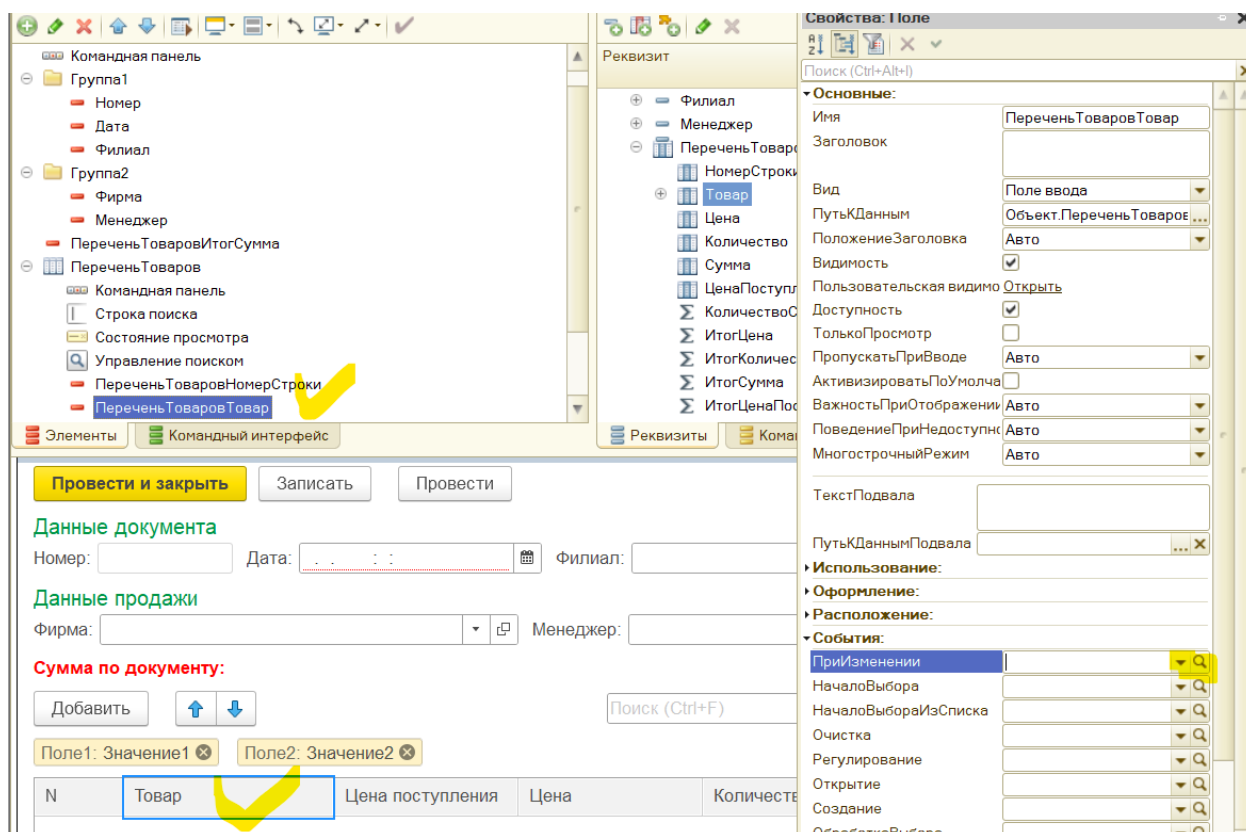 Командная панель
Группа1
Номер
Дата
Филиал
Группа2
Фирма
Менеджер
ПереченьТоваровИтогСумма
ПереченьТоваров
Командная панель
Строка поиска
Состояние просмотра
Управление поиском
ПереченьТоваровНомерСтроки
ПереченьТоваровТовар
Элементы
Командный интерфейс
Реквизит
Филиал
Менеджер
ПереченьТоваро
НомерСтроки
Товар
Цена
Количество
Сумма
ЦенаПоступл
КоличествоС
ИтогЦена
ИтогКоличес
ИтогСумма
ИтогЦенаПос
Реквизиты
Кома
Свойства: Поле
Поиск (Ctrl+Alt+I)
Основные:
Имя ПереченьТоваровТовар
Заголовок
Вид Поле ввода
ПутьКДанным Объект.ПереченьТоваров ...
ПоложениеЗаголовка Авто
Видимость
Пользовательская видимо Открыть
Доступность
ТолькоПросмотр
ПропускатьПриВводе Авто
АктивизироватьПоУмолча
ВажностьПриОтображении Авто
ПоведениеПриНедоступно Авто
МногострочныйРежим Авто
ТекстПодвала
ПутьКДаннымПодвала ...
Использование:
Оформление:
Расположение:
События:
ПриИзменении
НачалоВыбора
НачалоВыбораИзСписка
Очистка
Регулирование
Открытие
Создание
ОбработкаВыбора
Провести и закрыть Записать Провести
Данные документа
Номер: Дата: . . : : Филиал:
Данные продажи
Фирма: Менеджер:
Сумма по документу:
Добавить Поиск (Ctrl+F)
Поле1: Значение1 Поле2: Значение2
N Товар Цена поступления Цена Количеств